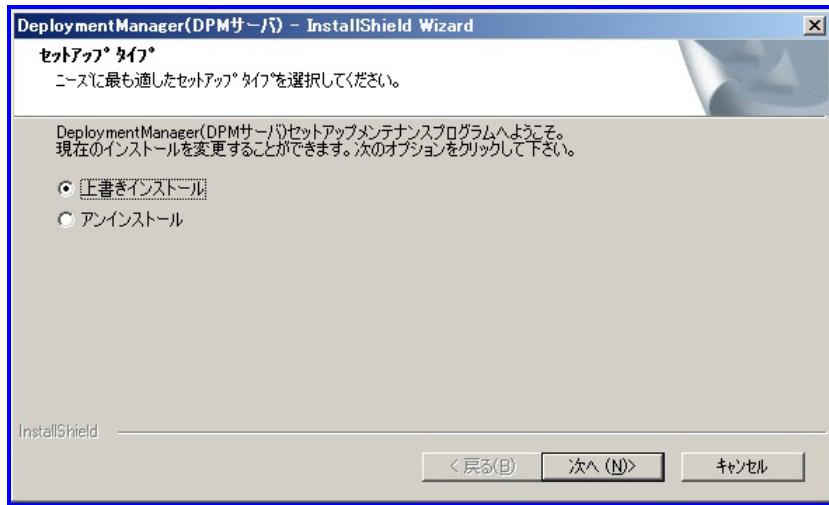 DeploymentManager(DPMサーバ) - InstallShield Wizard
セットアップ タイプ
ニーズに最も適したセットアップ タイプを選択してください。
DeploymentManager(DPMサーバ)セットアップメンテナンスプログラムへようこそ。
現在のインストールを変更することができます。次のオプションをクリックして下さい。
上書きインストール
アンインストール
InstallShield
< 戻る(B)
次へ (N)>
キャンセル